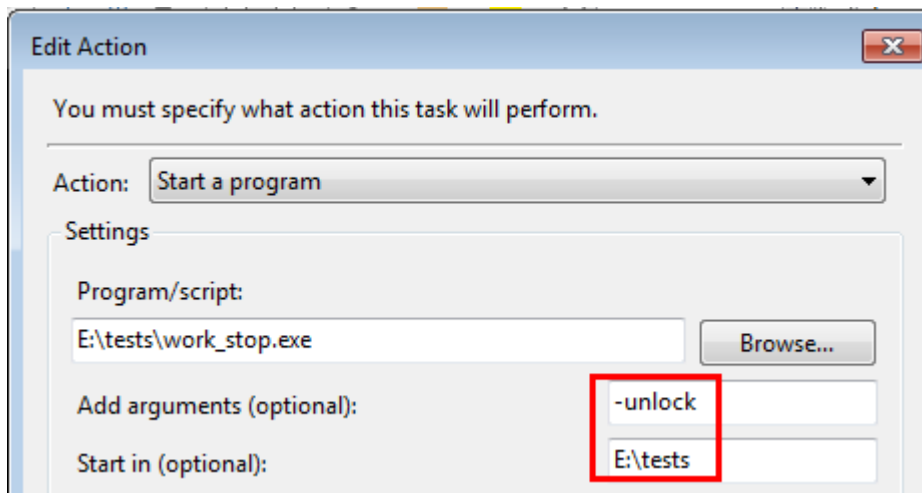 Edit Action
You must specify what action this task will perform.
Action: Start a program
Settings
Program/script:
E:\tests\work_stop.exe Browse...
Add arguments (optional): -unlock
Start in (optional): E:\tests